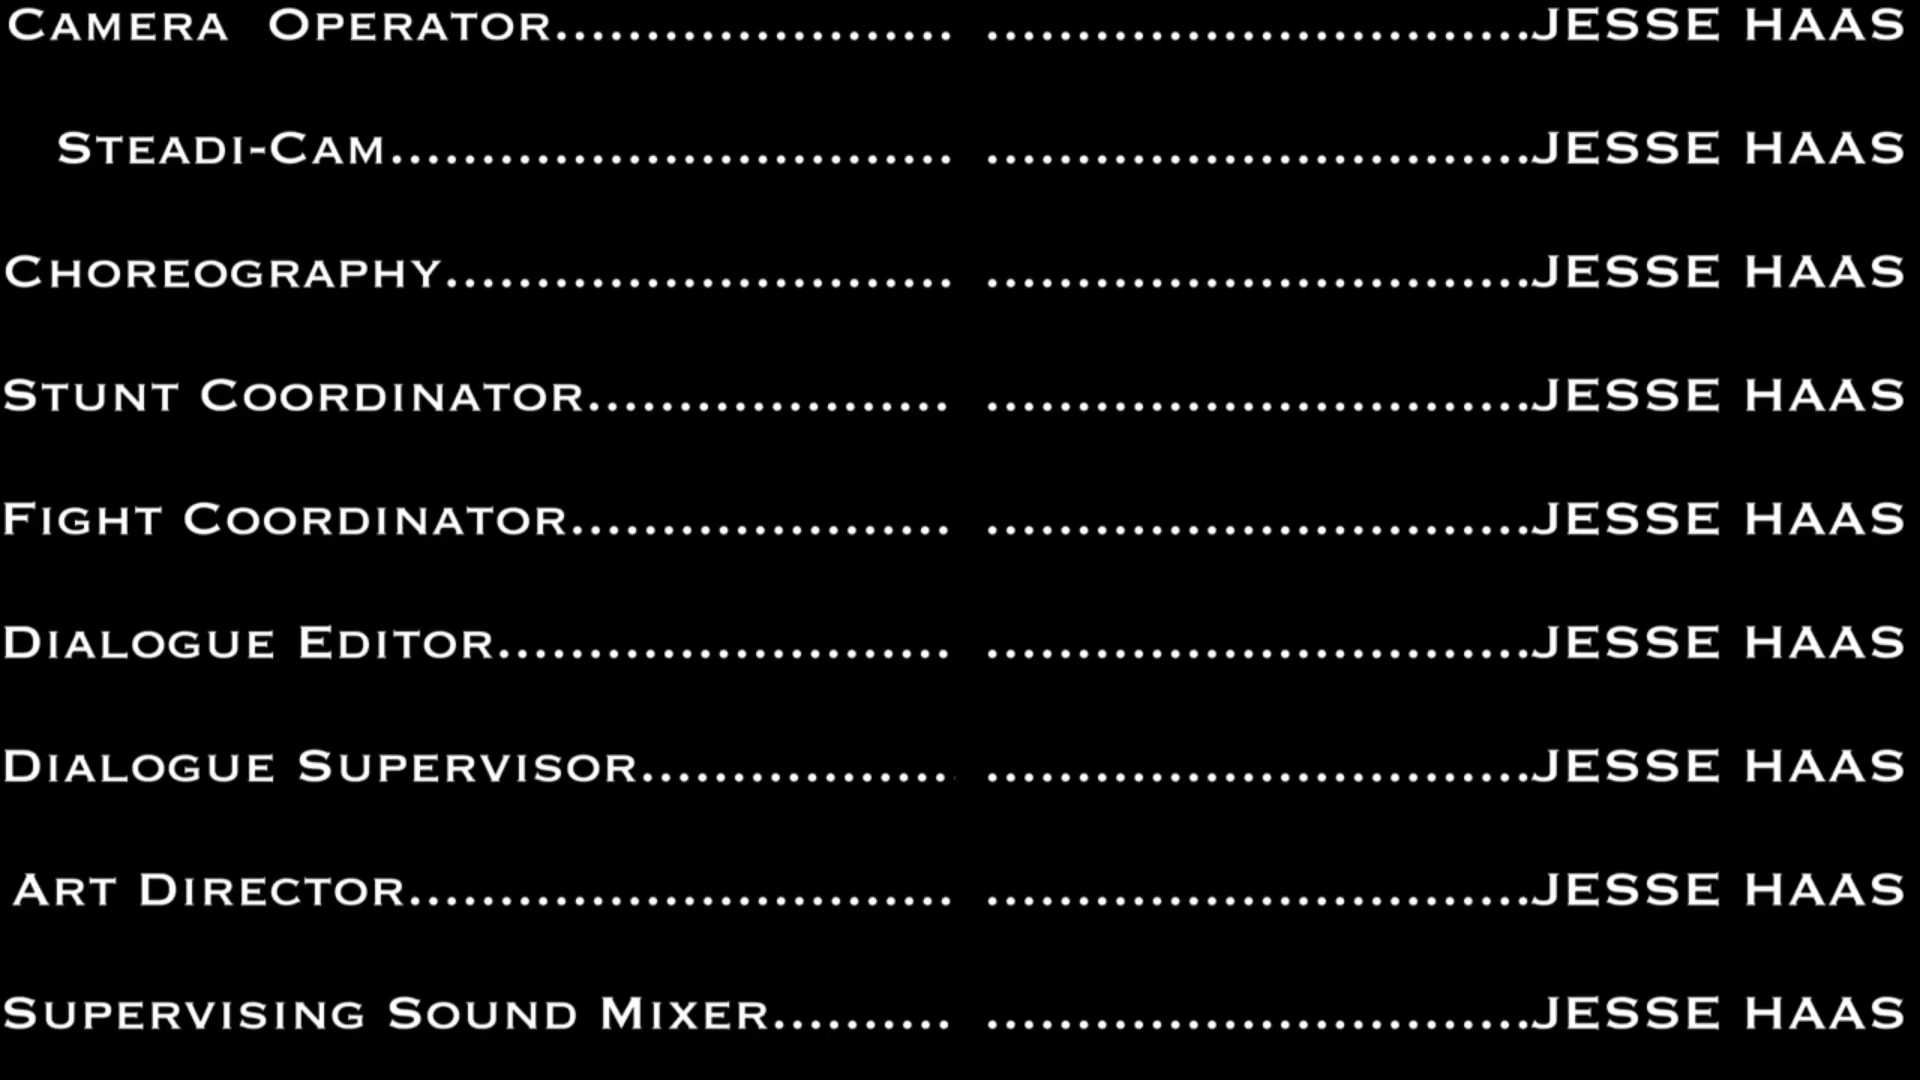 Camera  Operator...................... ..............................JESSE HAAS
Steadi-Cam............................... ..............................JESSE HAAS
Choreography............................ ..............................JESSE HAAS
Stunt Coordinator.................... ..............................JESSE HAAS
Fight Coordinator..................... ..............................JESSE HAAS
Dialogue Editor......................... ..............................JESSE HAAS
Dialogue Supervisor................. ..............................JESSE HAAS
Art Director.............................. ..............................JESSE HAAS
Supervising Sound Mixer.......... ..............................JESSE HAAS